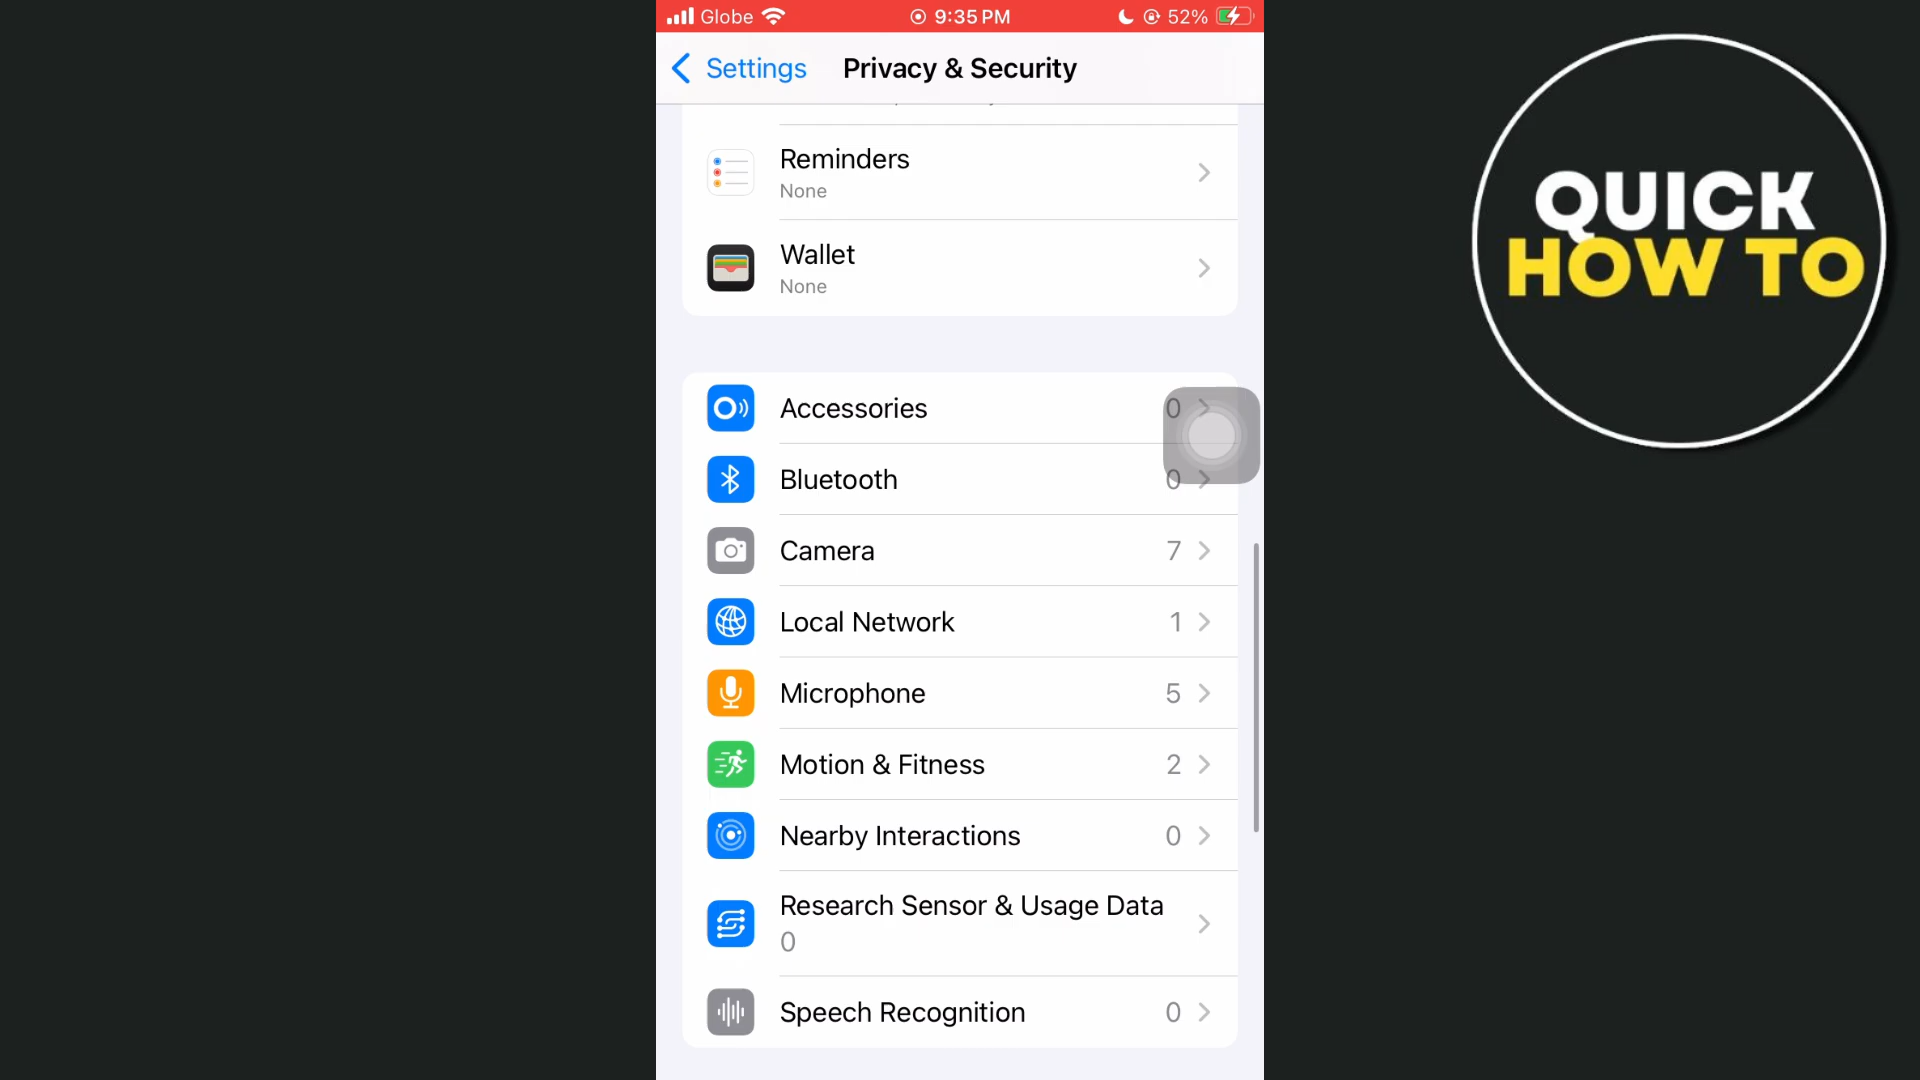 Globe 9:35 PM 52%
Settings Privacy & Security
Reminders
None
Wallet
None
Accessories 0
Bluetooth 0
Camera 7
Local Network 1
Microphone 5
Motion & Fitness 2
Nearby Interactions 0
Research Sensor & Usage Data
0
Speech Recognition 0
QUICK
HOW TO